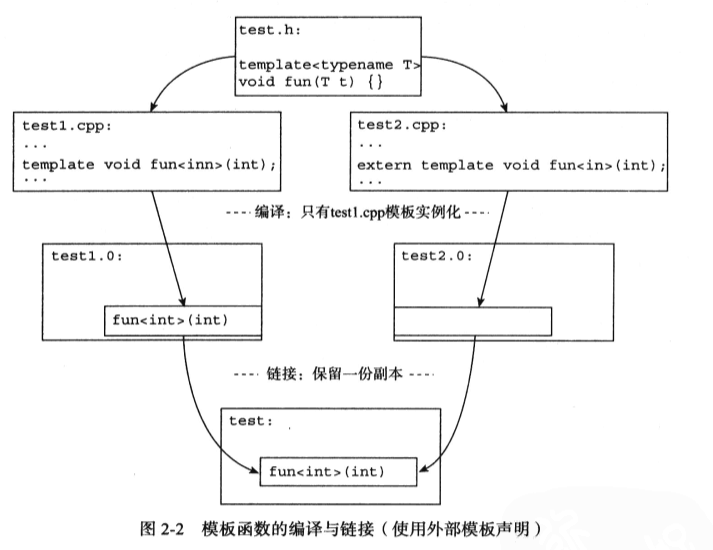 test.h:
template<typename T>
void fun(T t) {}
test1.cpp:
...
template void fun<inn>(int);
...
test2.cpp:
...
extern template void fun<in>(int);
...
---- 编译：只有test1.cpp模板实例化----
test1.0:
fun<int>(int)
test2.0:
---- 链接：保留一份副本 ----
test:
fun<int>(int)
图 2-2 模板函数的编译与链接（使用外部模板声明）